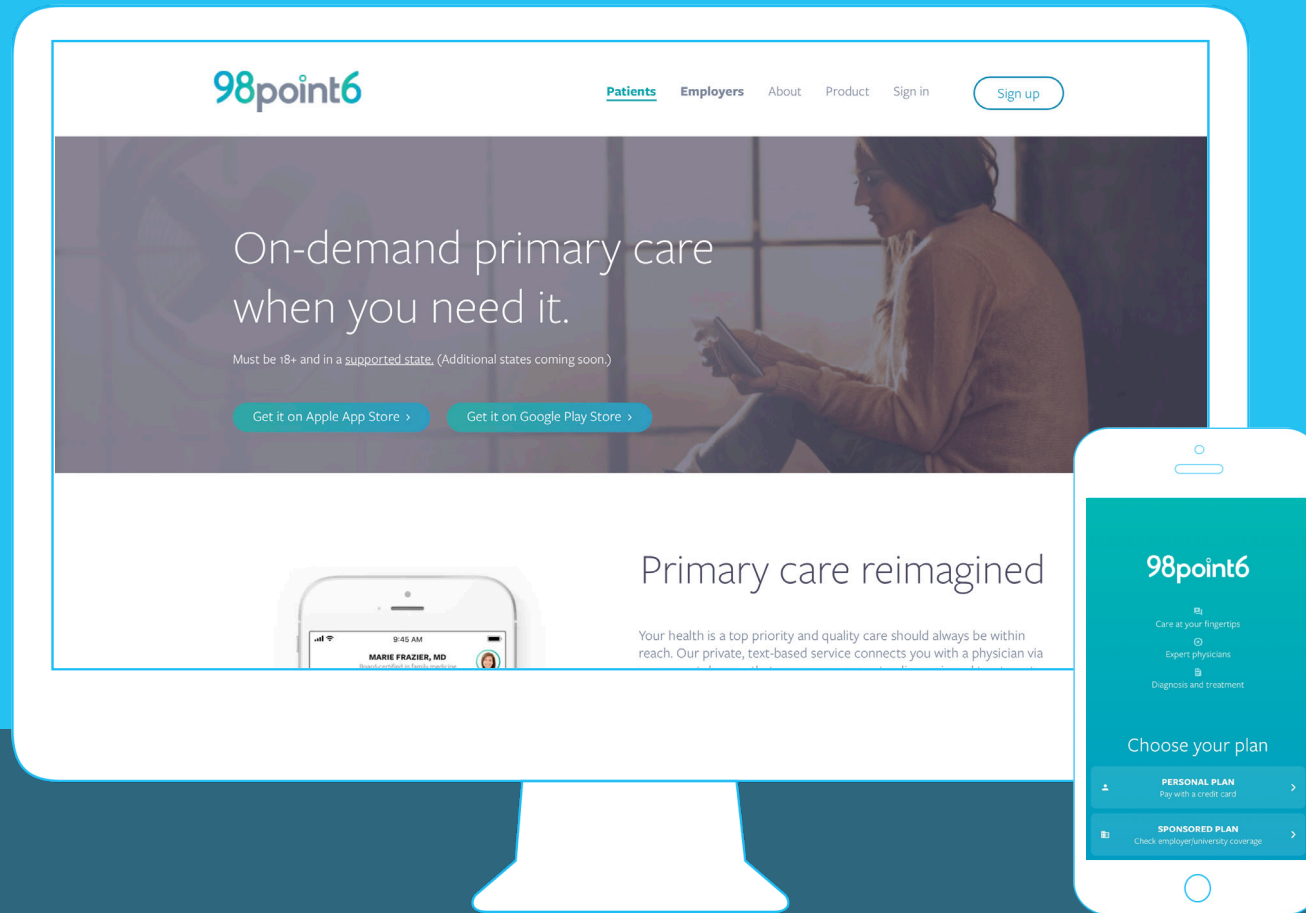 98point6
Patients Employers About Product Sign in Sign up
On-demand primary care
when you need it.
Must be 18+ and in a supported state. (Additional states coming soon.)
Get it on Apple App Store › Get it on Google Play Store ›
Primary care reimagined
Your health is a top priority and quality care should always be within
reach. Our private, text-based service connects you with a physician via
9:45 AM
MARIE FRAZIER, MD
Board-certified in family medicine
98point6
Care at your fingertips
Expert physicians
Diagnosis and treatment
Choose your plan
PERSONAL PLAN
Pay with a credit card
SPONSORED PLAN
Check employer/university coverage